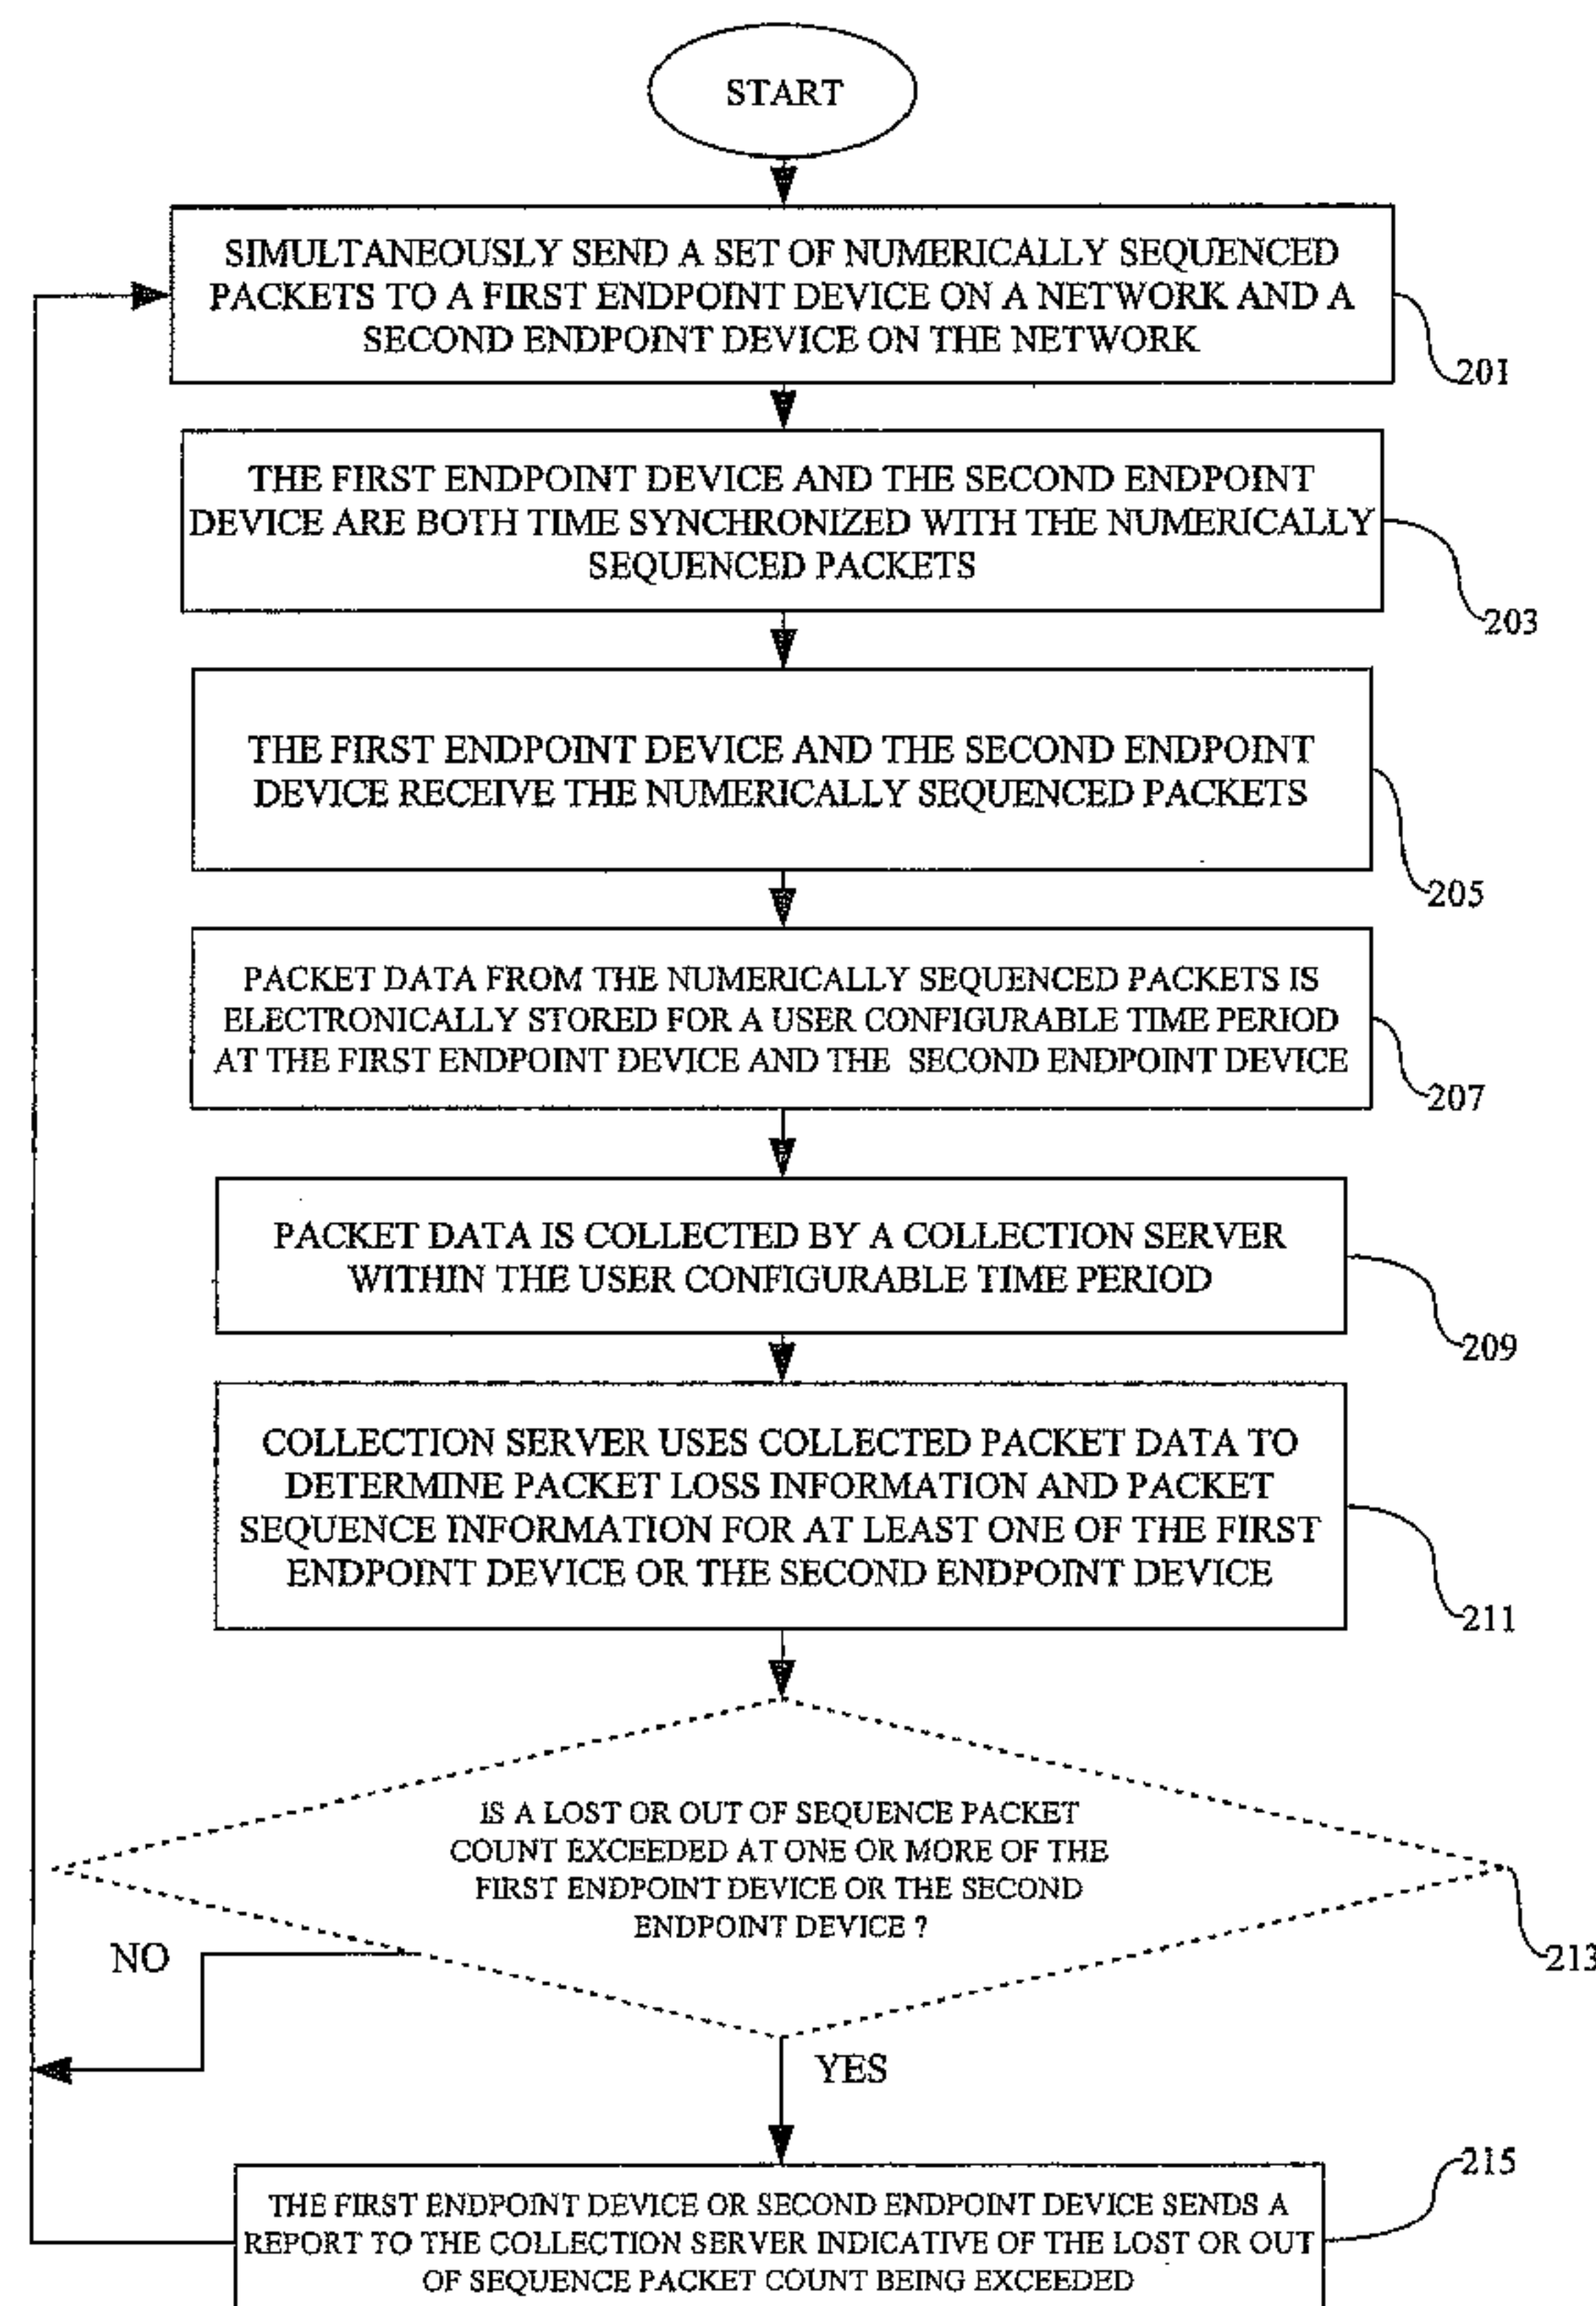 START
SIMULTANEOUSLY SEND A SET OF NUMERICALLY SEQUENCED
PACKETS TO A FIRST ENDPOINT DEVICE ON A NETWORK AND A
SECOND ENDPOINT DEVICE ON THE NETWORK
201
THE FIRST ENDPOINT DEVICE AND THE SECOND ENDPOINT
DEVICE ARE BOTH TIME SYNCHRONIZED WITH THE NUMERICALLY
SEQUENCED PACKETS
203
THE FIRST ENDPOINT DEVICE AND THE SECOND ENDPOINT
DEVICE RECEIVE THE NUMERICALLY SEQUENCED PACKETS
205
PACKET DATA FROM THE NUMERICALLY SEQUENCED PACKETS IS
ELECTRONICALLY STORED FOR A USER CONFIGURABLE TIME PERIOD
AT THE FIRST ENDPOINT DEVICE AND THE SECOND ENDPOINT DEVICE
207
PACKET DATA IS COLLECTED BY A COLLECTION SERVER
WITHIN THE USER CONFIGURABLE TIME PERIOD
209
COLLECTION SERVER USES COLLECTED PACKET DATA TO
DETERMINE PACKET LOSS INFORMATION AND PACKET
SEQUENCE INFORMATION FOR AT LEAST ONE OF THE FIRST
ENDPOINT DEVICE OR THE SECOND ENDPOINT DEVICE
211
IS A LOST OR OUT OF SEQUENCE PACKET
COUNT EXCEEDED AT ONE OR MORE OF THE
FIRST ENDPOINT DEVICE OR THE SECOND
ENDPOINT DEVICE ?
213
NO
YES
215
THE FIRST ENDPOINT DEVICE OR SECOND ENDPOINT DEVICE SENDS A
REPORT TO THE COLLECTION SERVER INDICATIVE OF THE LOST OR OUT
OF SEQUENCE PACKET COUNT BEING EXCEEDED